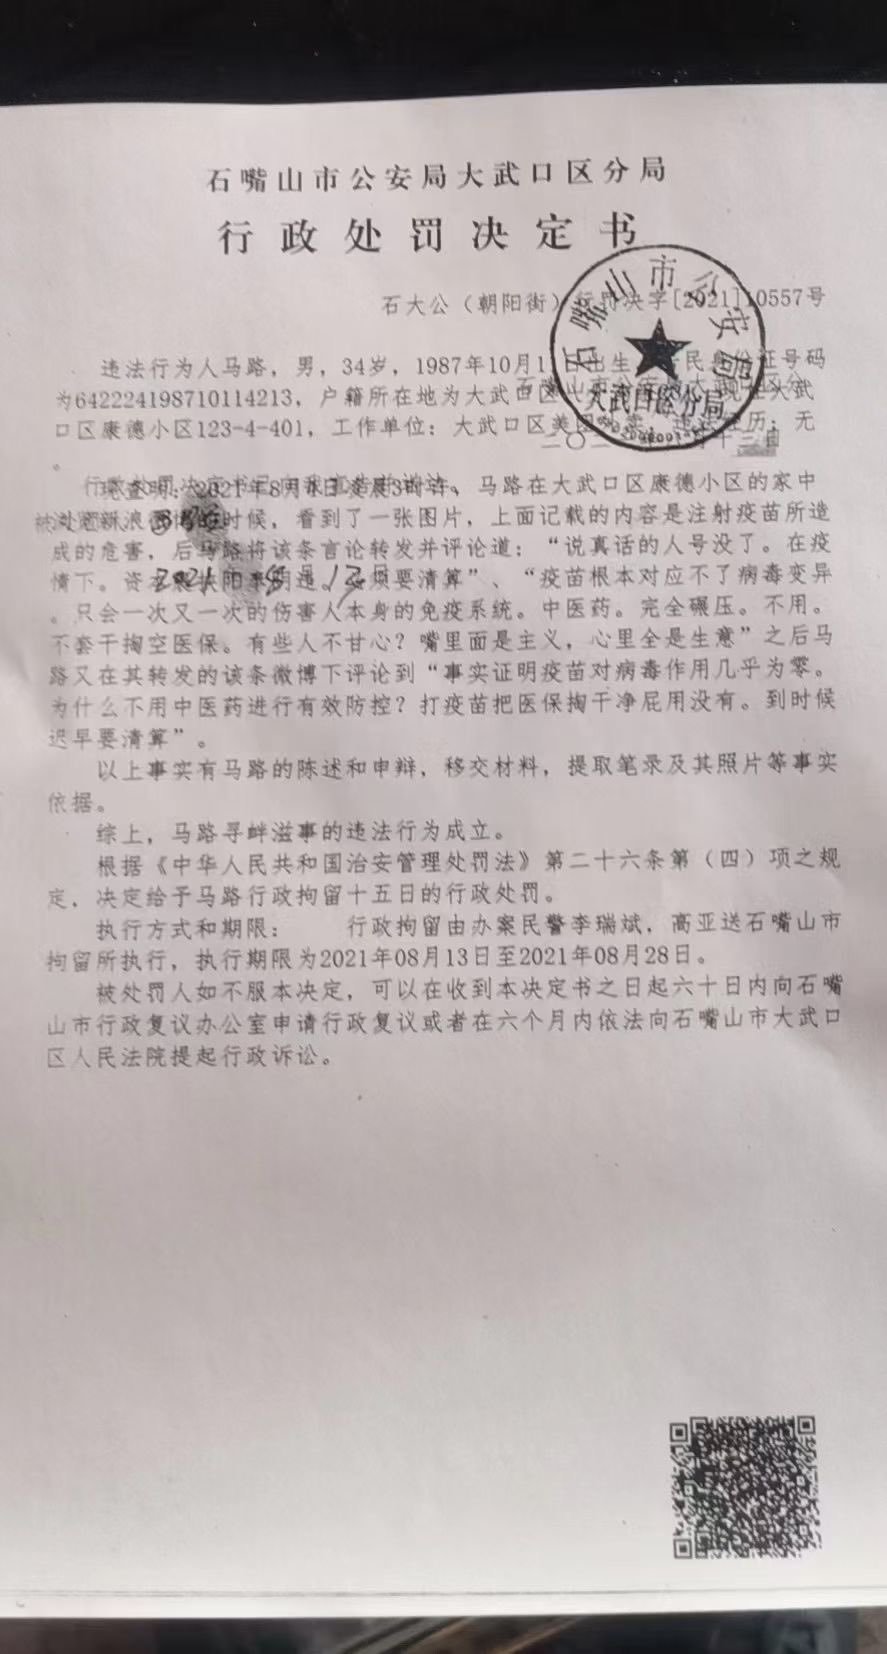 石嘴山市公安局大武口区分局
行政处罚决定书
石大公（朝阳街）行罚决字[2021]10557号
石嘴山市公安局
大武口区分局
违法行为人马路，男，34岁，1987年10月1 日出生 民身份证号码
为642224198710114213，户籍所在地为大武口区 现住大武
口区康德小区123-4-401，工作单位：大武口区美团外卖，违法经历：无
。
现查明：2021年8月 日凌晨3时许，马路在大武口区康德小区的家中
浏览新浪微博的时候，看到了一张图片，上面记载的内容是注射疫苗所造
成的危害，后马路将该条言论转发并评论道：“说真话的人号没了。在疫
情下。资本 要清算”、“疫苗根本对应不了病毒变异
。只会一次又一次的伤害人本身的免疫系统。中医药。完全碾压。不用。
不套干掏空医保。有些人不甘心？嘴里面是主义，心里全是生意”之后马
路又在其转发的该条微博下评论到“事实证明疫苗对病毒作用几乎为零。
为什么不用中医药进行有效防控？打疫苗把医保掏干净屁用没有。到时候
迟早要清算”。
以上事实有马路的陈述和申辩，移交材料，提取笔录及其照片等事实
依据。
综上，马路寻衅滋事的违法行为成立。
根据《中华人民共和国治安管理处罚法》第二十六条第（四）项之规
定，决定给予马路行政拘留十五日的行政处罚。
执行方式和期限： 行政拘留由办案民警李瑞斌，高亚送石嘴山市
拘留所执行，执行期限为2021年08月13日至2021年08月28日。
被处罚人如不服本决定，可以在收到本决定书之日起六十日内向石嘴
山市行政复议办公室申请行政复议或者在六个月内依法向石嘴山市大武口
区人民法院提起行政诉讼。